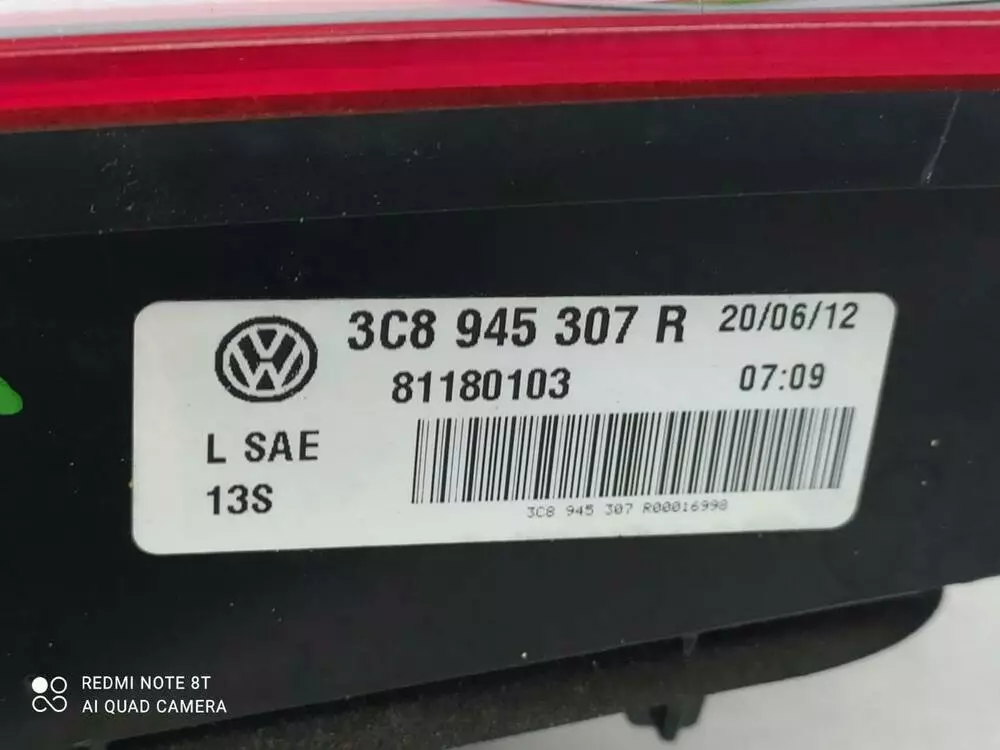 3C8 945 307 R 20/06/12
81180103 07:09
L SAE
13S
3C8 945 307 R00016998
REDMI NOTE 8T
AI QUAD CAMERA